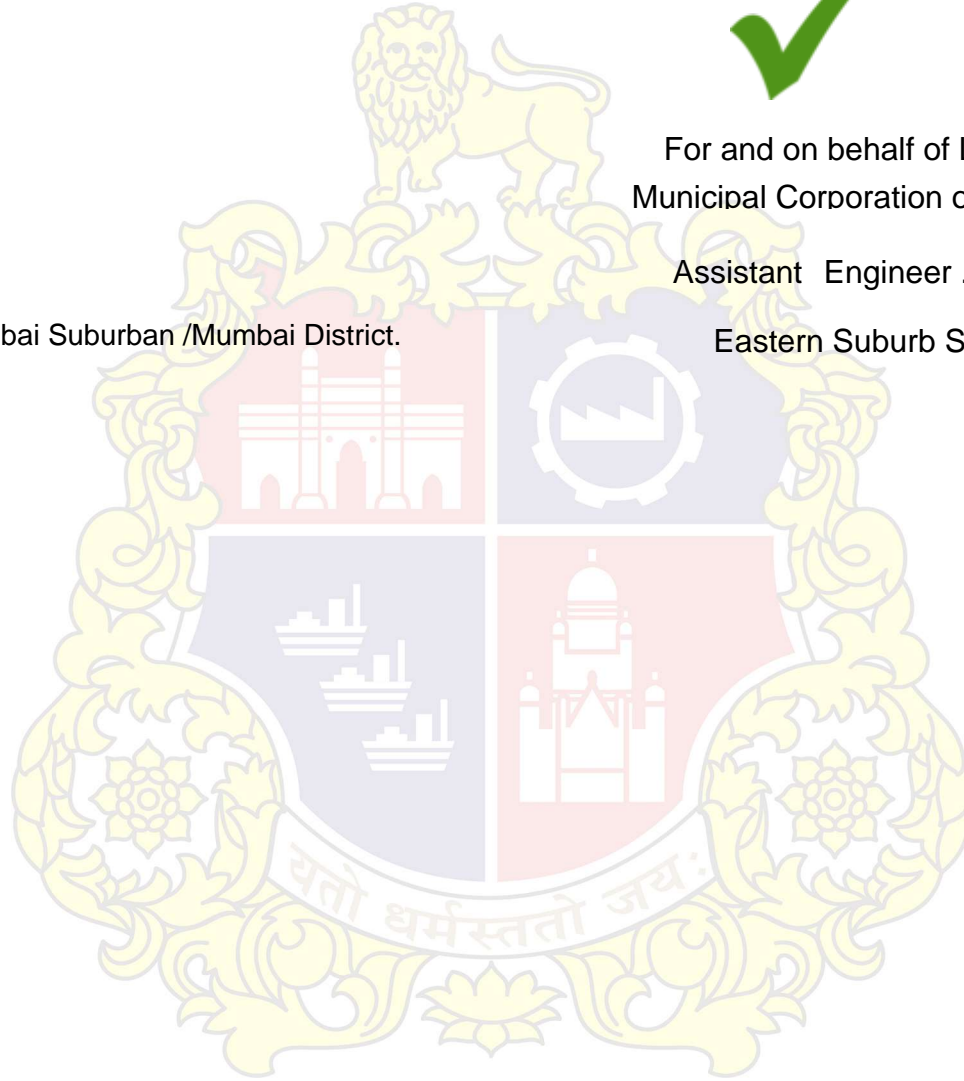 For and on behalf of
Municipal Corporation
Assistant Engineer
bai Suburban /Mumbai District.
Eastern Suburb S
यतो धर्मस्ततो जय: